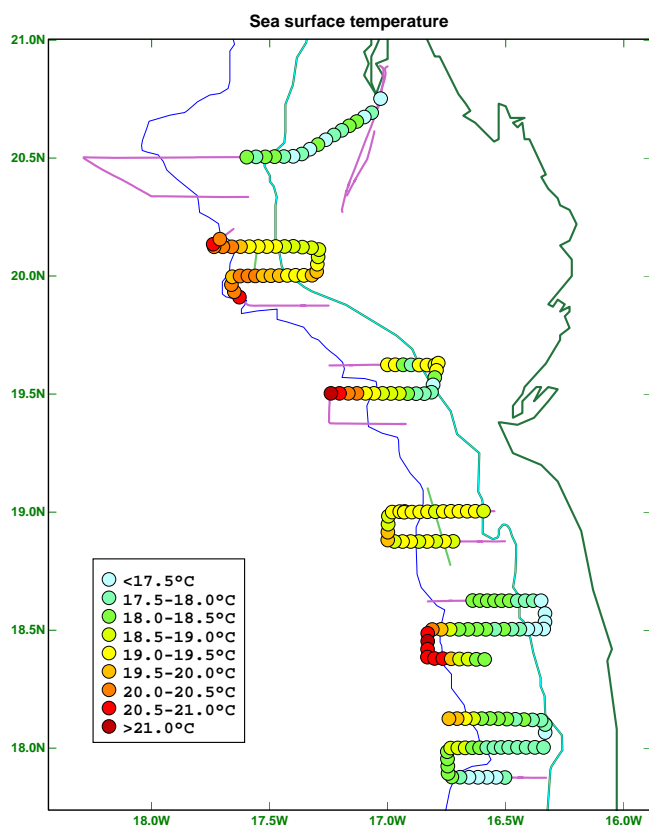 Sea surface temperature
21.0N
20.5N
20.0N
19.5N
19.0N
18.5N
18.0N
<17.5°C
17.5-18.0°C
18.0-18.5°C
18.5-19.0°C
19.0-19.5°C
19.5-20.0°C
20.0-20.5°C
20.5-21.0°C
>21.0°C
18.0W 17.5W 17.0W 16.5W 16.0W